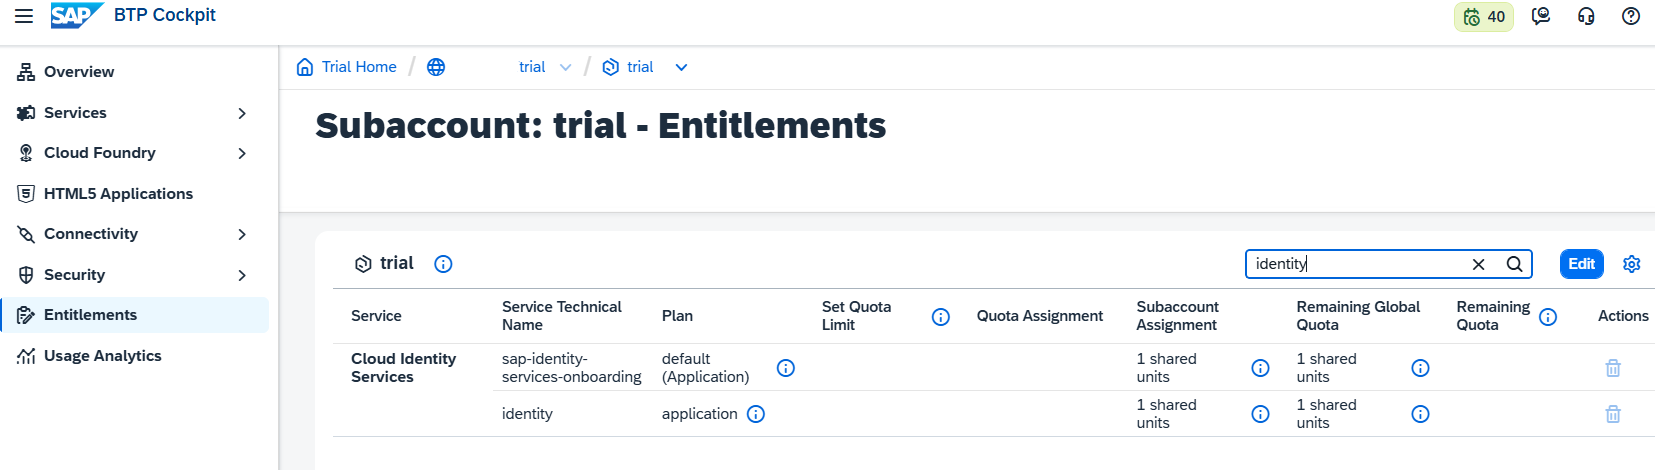 SAP BTP Cockpit
40
Overview
Services
Cloud Foundry
HTML5 Applications
Connectivity
Security
Entitlements
Usage Analytics
Trial Home / trial / trial
Subaccount: trial - Entitlements
trial
identity
Edit
Service
Service Technical
Name
Plan
Set Quota
Limit
Quota Assignment
Subaccount
Assignment
Remaining Global
Quota
Remaining
Quota
Actions
Cloud Identity
Services
sap-identity-
services-onboarding
default
(Application)
1 shared
units
1 shared
units
identity
application
1 shared
units
1 shared
units